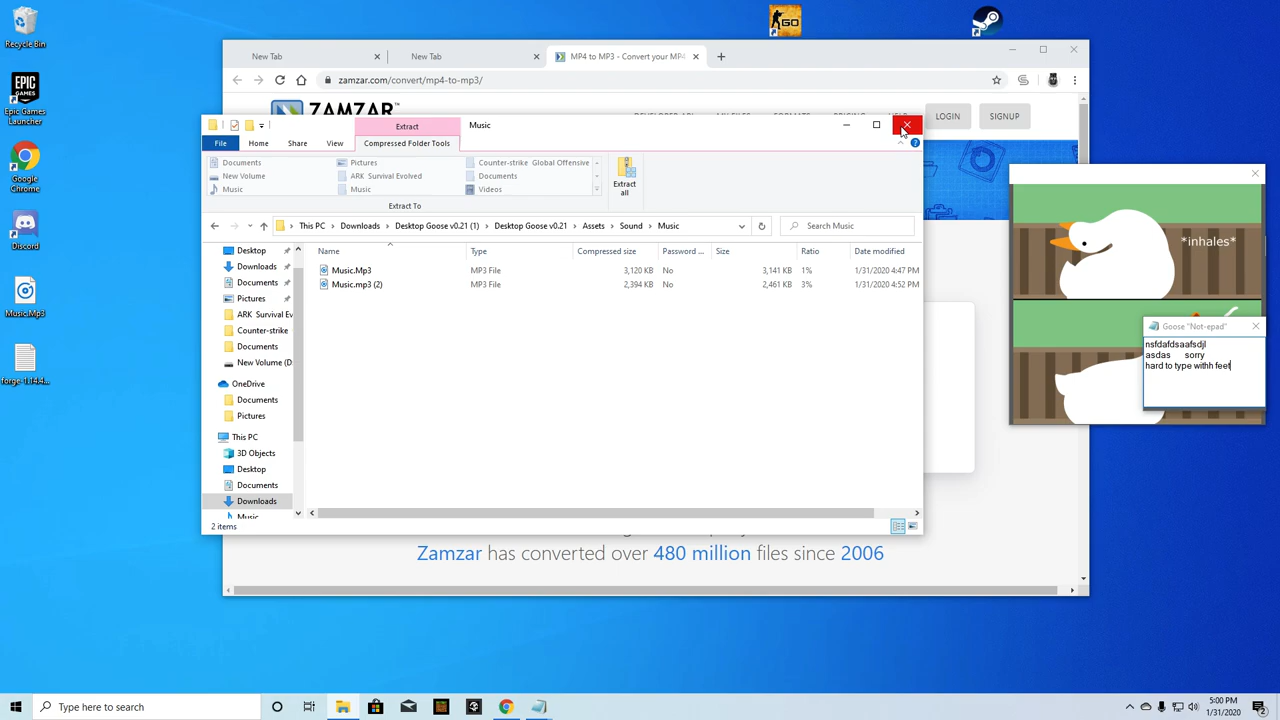 Recycle Bin
Epic Games
Launcher
Google
Chrome
Discord
Music.Mp3
forge-1.14.4...
GO
New Tab
New Tab
MP4 to MP3 - Convert your MP4
zamzar.com/convert/mp4-to-mp3/
ZAMZAR™
LOGIN
SIGNUP
Extract
Music
File
Home
Share
View
Compressed Folder Tools
Documents
Pictures
Counter-strike Global Offensive
New Volume
ARK Survival Evolved
Documents
Music
Music
Videos
Extract
all
Extract To
This PC
Downloads
Desktop Goose v0.21 (1)
Desktop Goose v0.21
Assets
Sound
Music
Search Music
Name
Type
Compressed size
Password ...
Size
Ratio
Date modified
Music.Mp3
MP3 File
3,120 KB
No
3,141 KB
1%
1/31/2020 4:47 PM
Music.mp3 (2)
MP3 File
2,394 KB
No
2,461 KB
3%
1/31/2020 4:52 PM
Desktop
Downloads
Documents
Pictures
ARK Survival Ev
Counter-strike
Documents
New Volume (D:
OneDrive
Documents
Pictures
This PC
3D Objects
Desktop
Documents
Downloads
Music
2 items
Zamzar has converted over 480 million files since 2006
*inhales*
Goose "Not-epad"
nsfdafdsaafsdjl
asdas sorry
hard to type withh feet
Type here to search
5:00 PM
1/31/2020
2